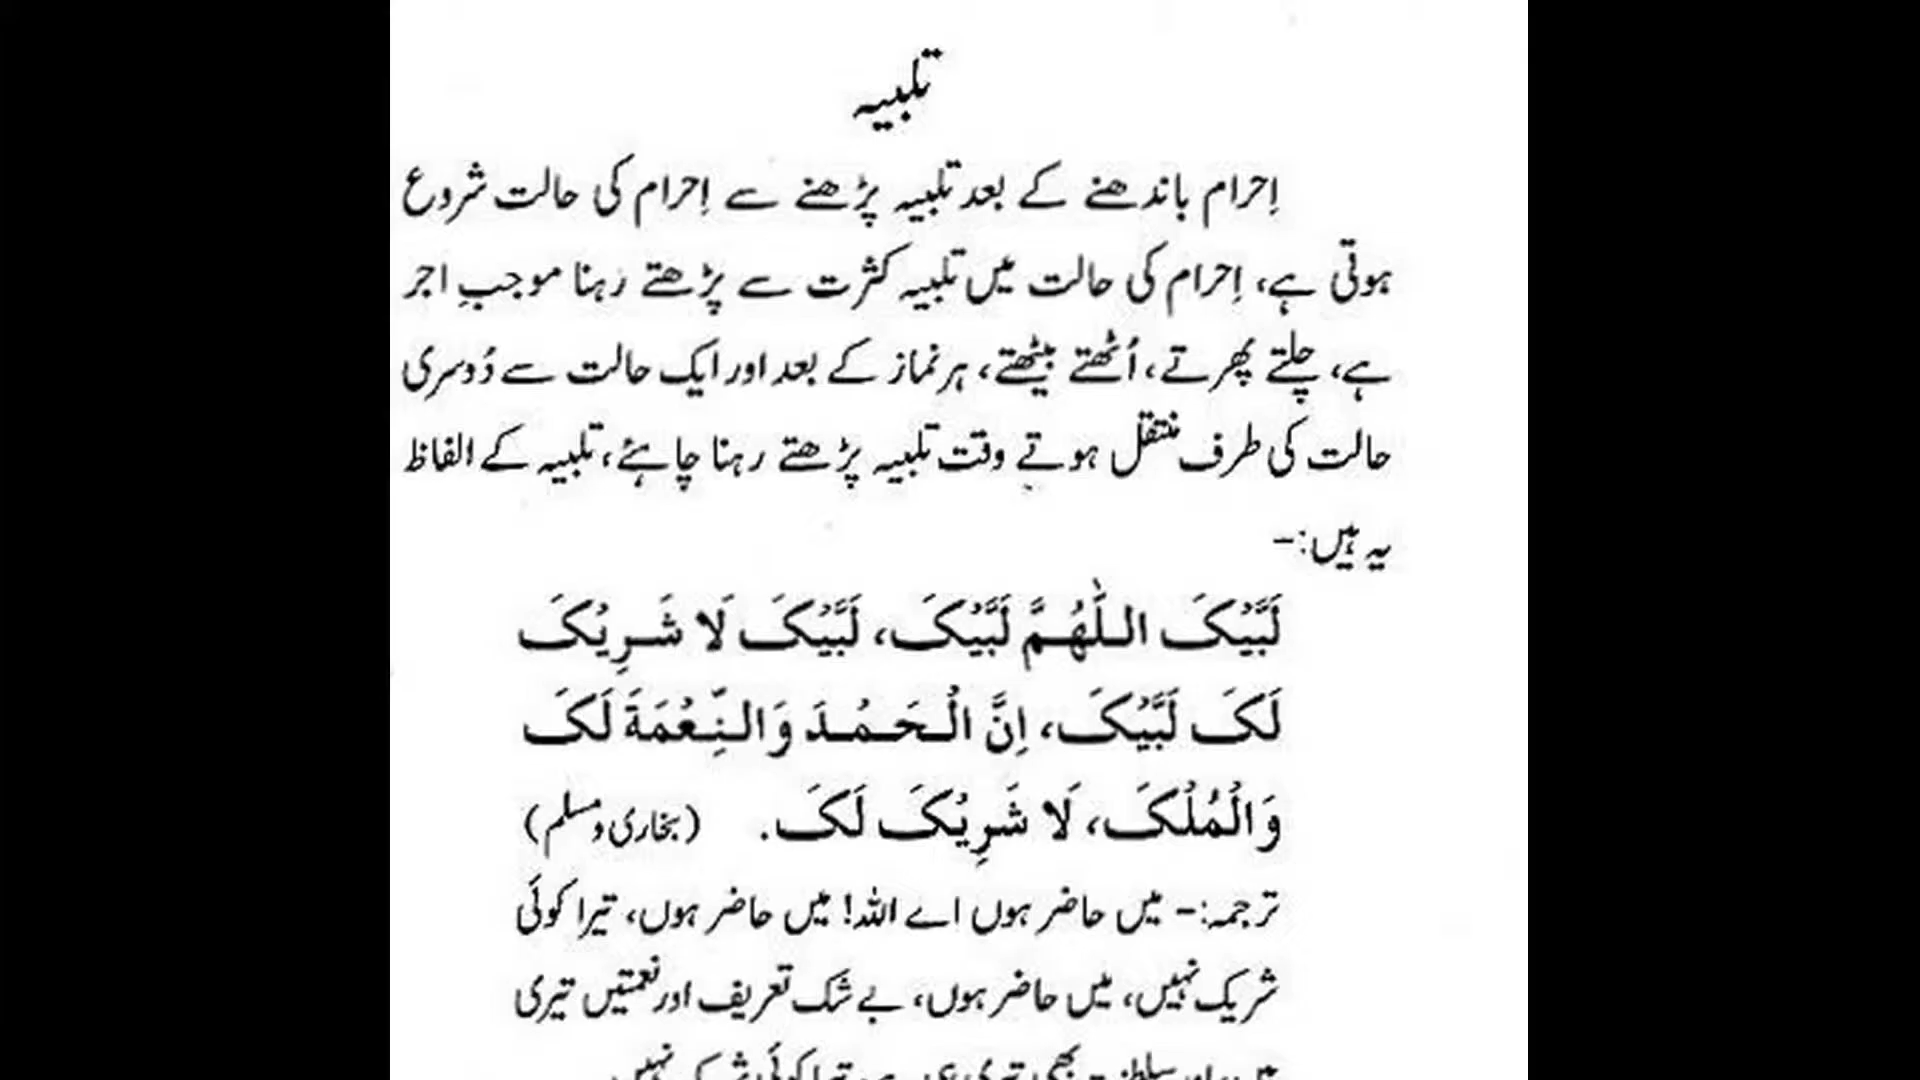 تلبیہ
اِحرام باندھنے کے بعد تلبیہ پڑھنے سے اِحرام کی حالت شروع
ہوتی ہے، اِحرام کی حالت میں تلبیہ کثرت سے پڑھتے رہنا موجبِ اجر
ہے، چلتے پھرتے، اُٹھتے بیٹھتے، ہر نماز کے بعد اور ایک حالت سے دُوسری
حالت کی طرف منتقل ہوتے وقت تلبیہ پڑھتے رہنا چاہئے، تلبیہ کے الفاظ
یہ ہیں:-
لَبَّيْکَ اللّٰهُمَّ لَبَّيْکَ، لَبَّيْکَ لَا شَرِيْکَ
لَکَ لَبَّيْکَ، اِنَّ الْحَمْدَ وَالنِّعْمَةَ لَکَ
وَالْمُلْکَ، لَا شَرِيْکَ لَکَ. (بخاری و مسلم)
ترجمہ:- میں حاضر ہوں اے اللہ! میں حاضر ہوں، تیرا کوئی
شریک نہیں، میں حاضر ہوں، بے شک تعریف اور نعمتیں تیری